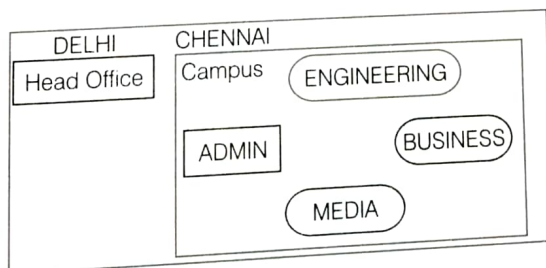 DELHI
CHENNAI
Head Office
Campus
ENGINEERING
ADMIN
BUSINESS
MEDIA